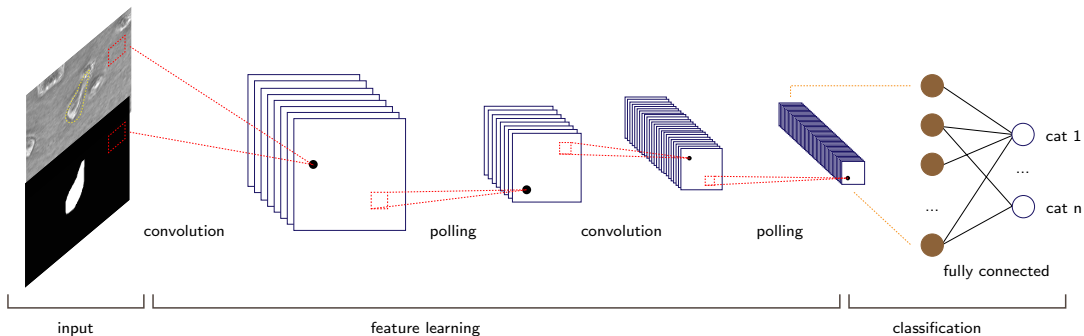 cat 1
...
cat n
...
convolution
polling
convolution
polling
fully connected
input
feature learning
classification